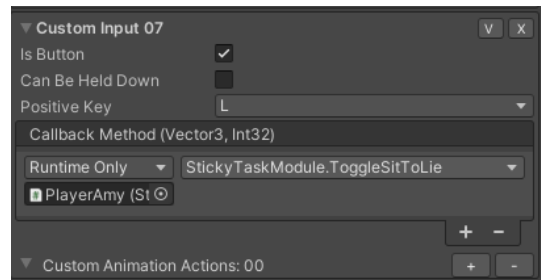 Custom Input 07 V X
Is Button
Can Be Held Down
Positive Key L
Callback Method (Vector3, Int32)
Runtime Only StickyTaskModule.ToggleSitToLie
PlayerAmy (St
+ -
Custom Animation Actions: 00 + -